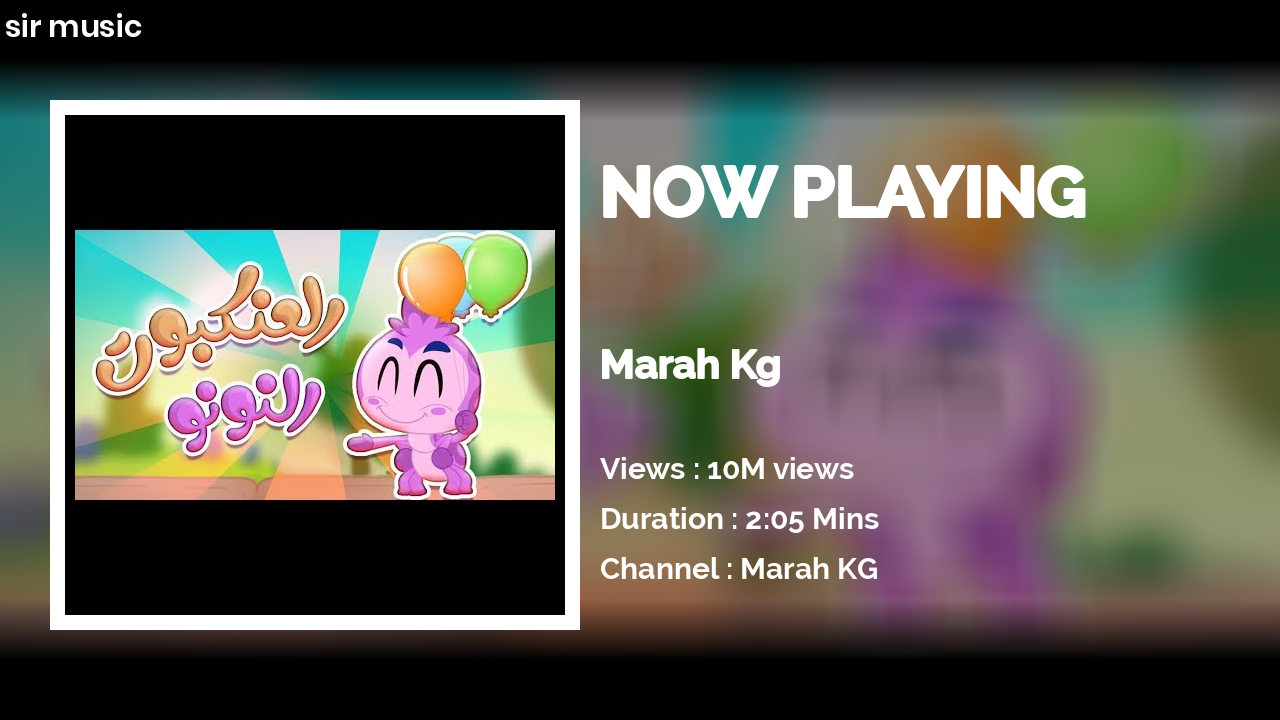 sir music
NOW PLAYING
العنكبوت
النونو
Marah Kg
Views : 10M views
Duration : 2:05 Mins
Channel : Marah KG